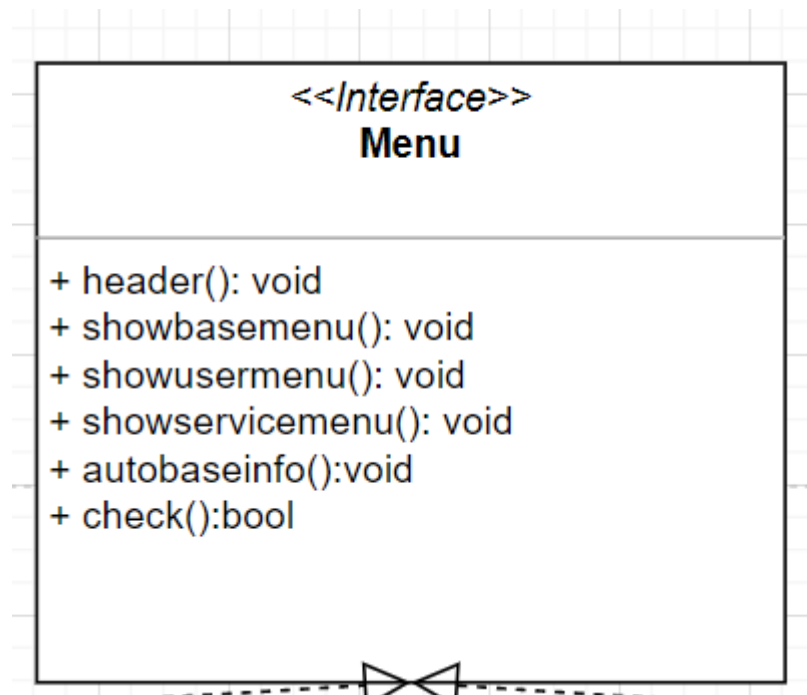 <<Interface>>
Menu
+ header(): void
+ showbasemenu(): void
+ showusermenu(): void
+ showservicemenu(): void
+ autobaseinfo():void
+ check():bool